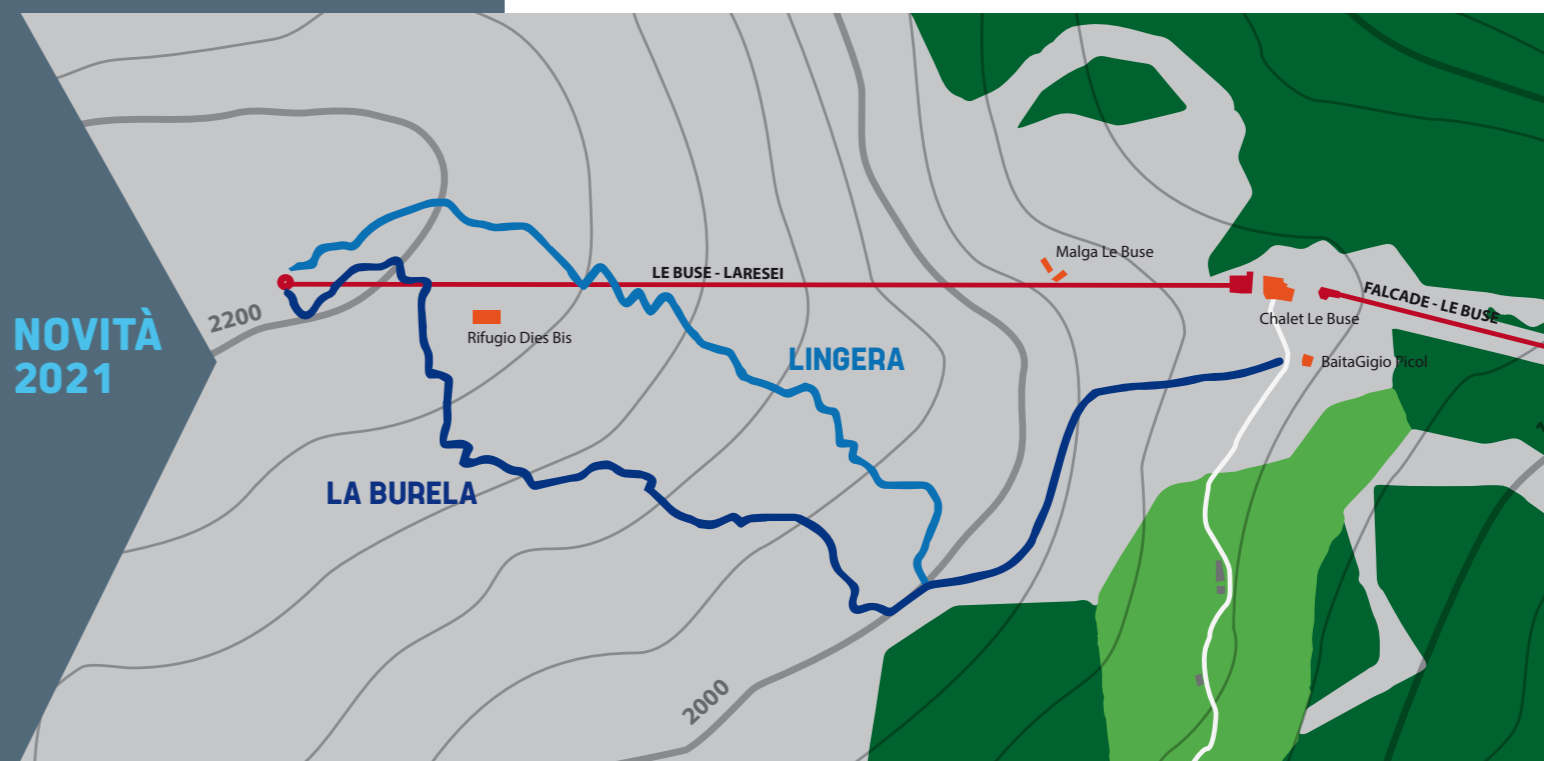 NOVITÀ
2021
2200
LE BUSE - LARESEI
Malga Le Buse
FALCADE - LE BUSE
Chalet Le Buse
Rifugio Dies Bis
LINGERA
BaitaGigio Picol
LA BURELA
2000